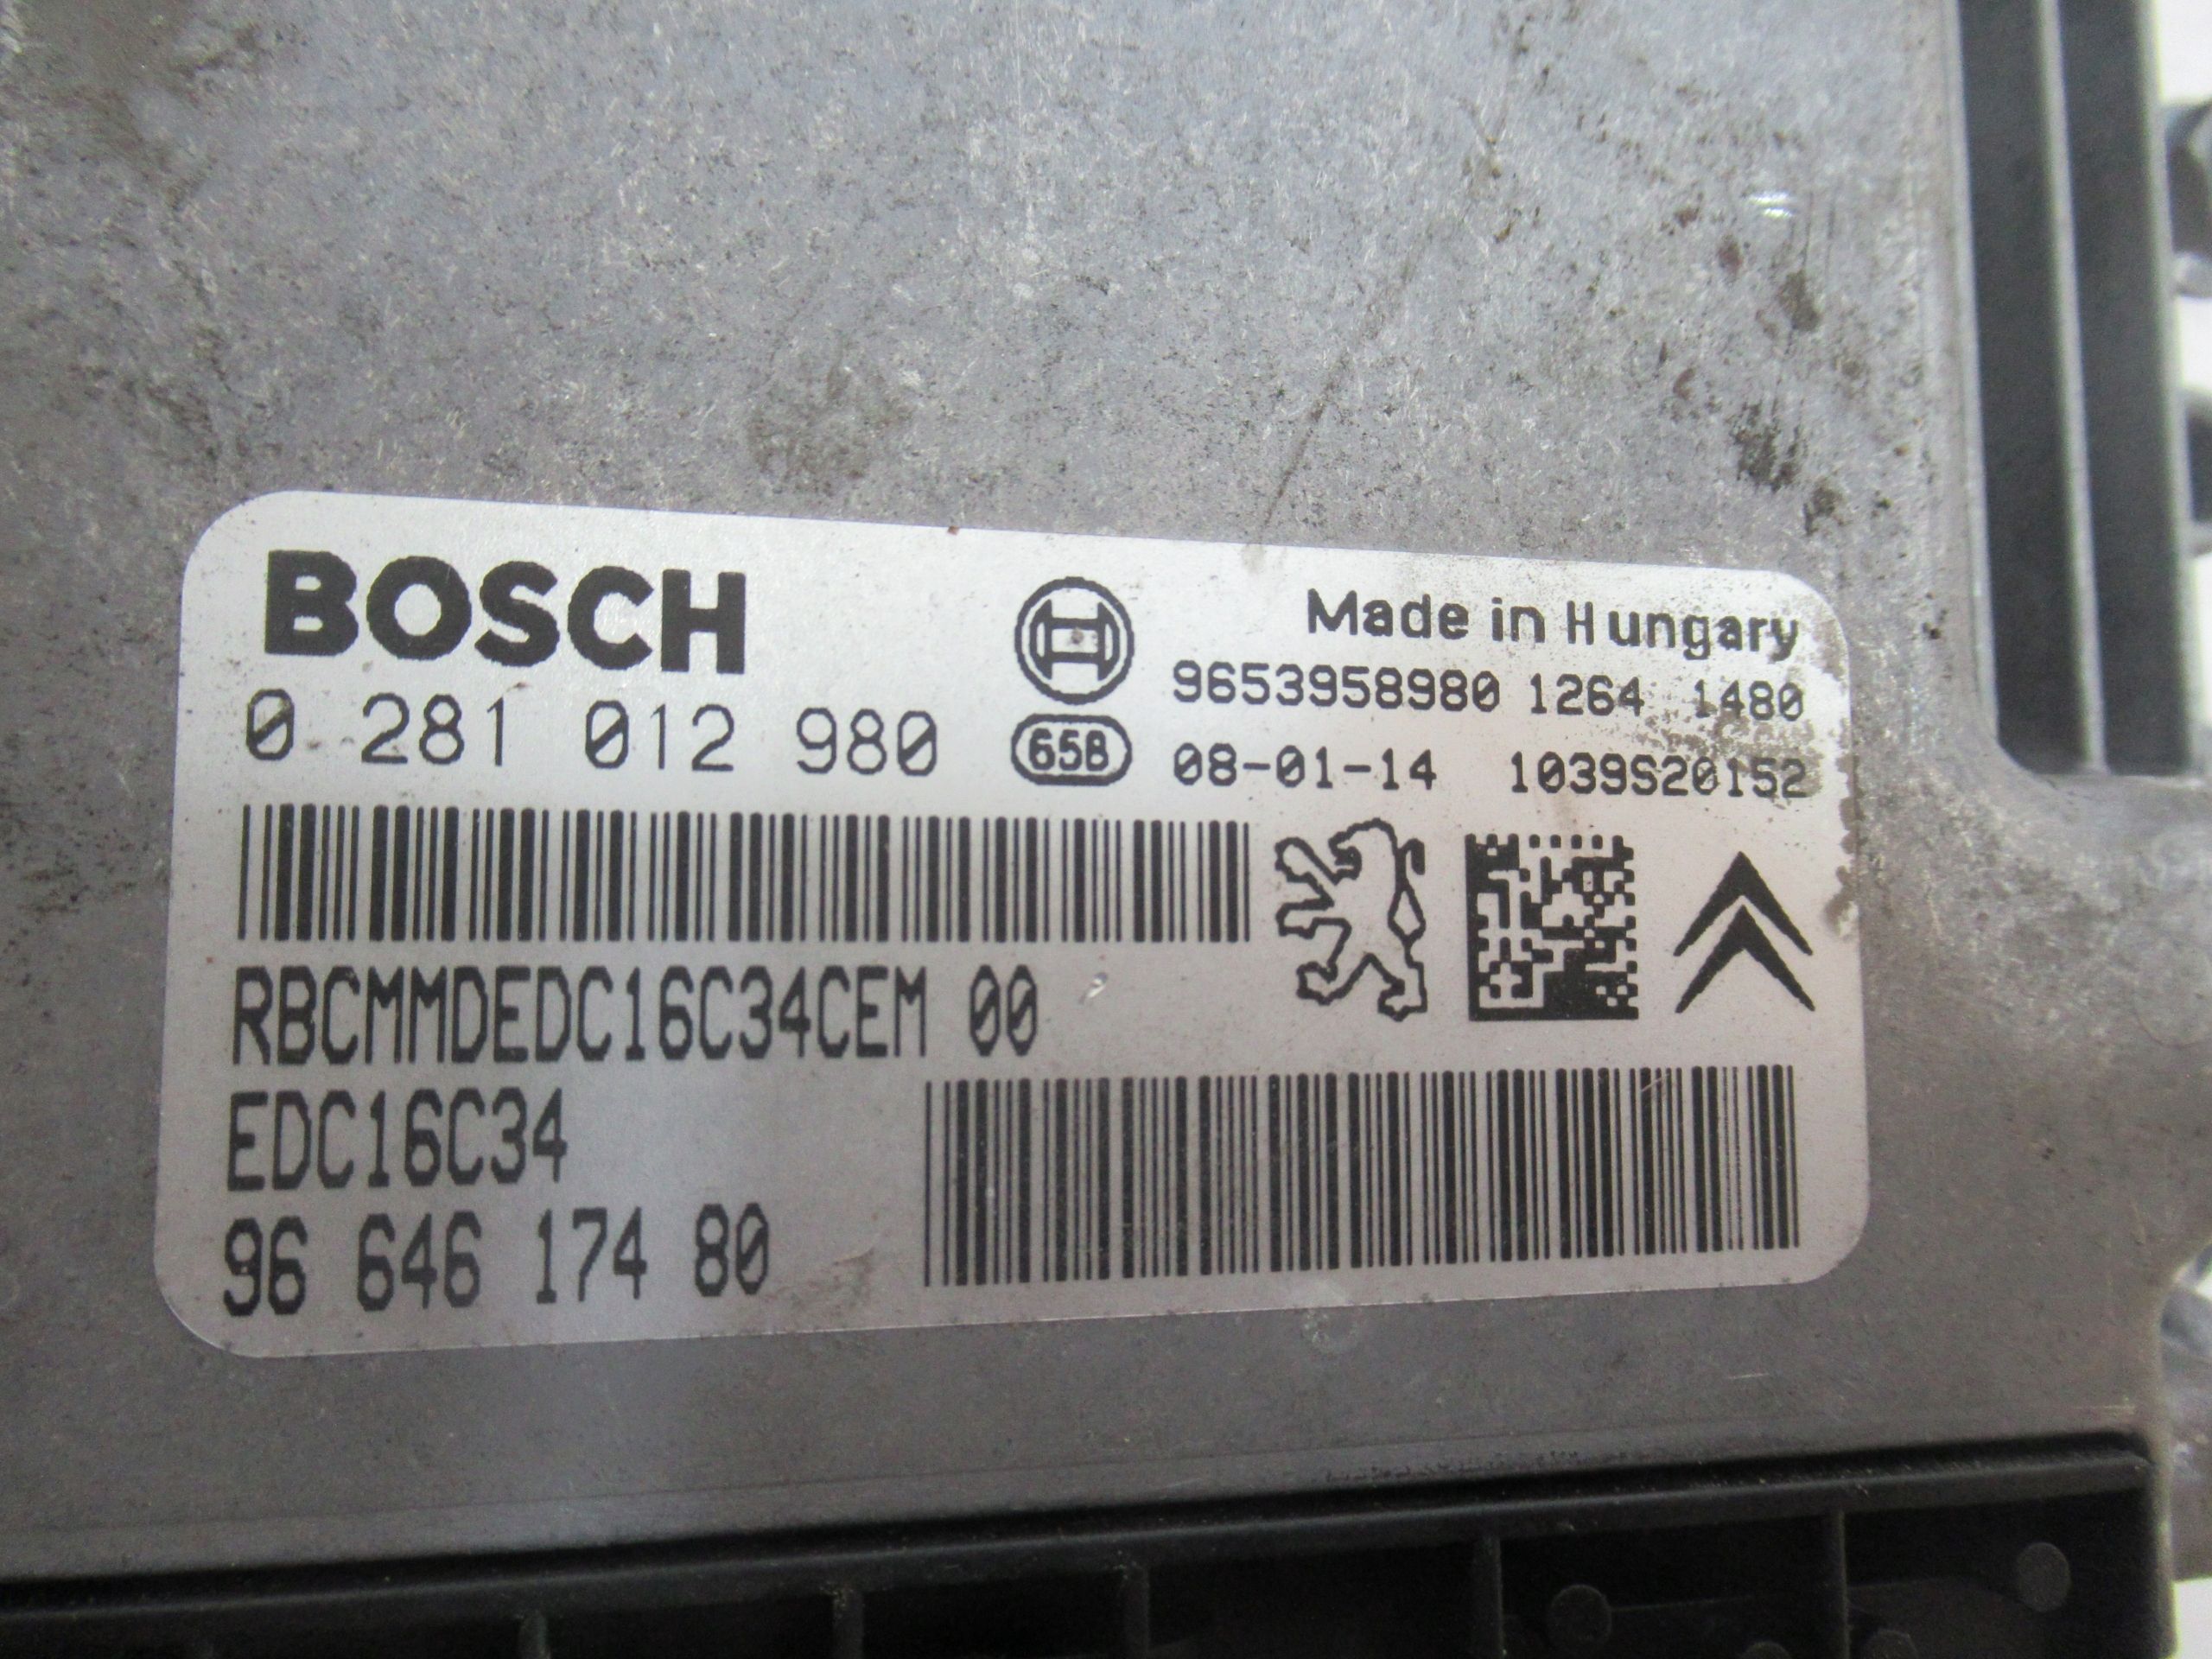 BOSCH
Made in Hungary
9653958980 1264 1480
0 281 012 980
65B
08-01-14 1039S20152
RBCMMDEDC16C34CEM 00
EDC16C34
96 646 174 80